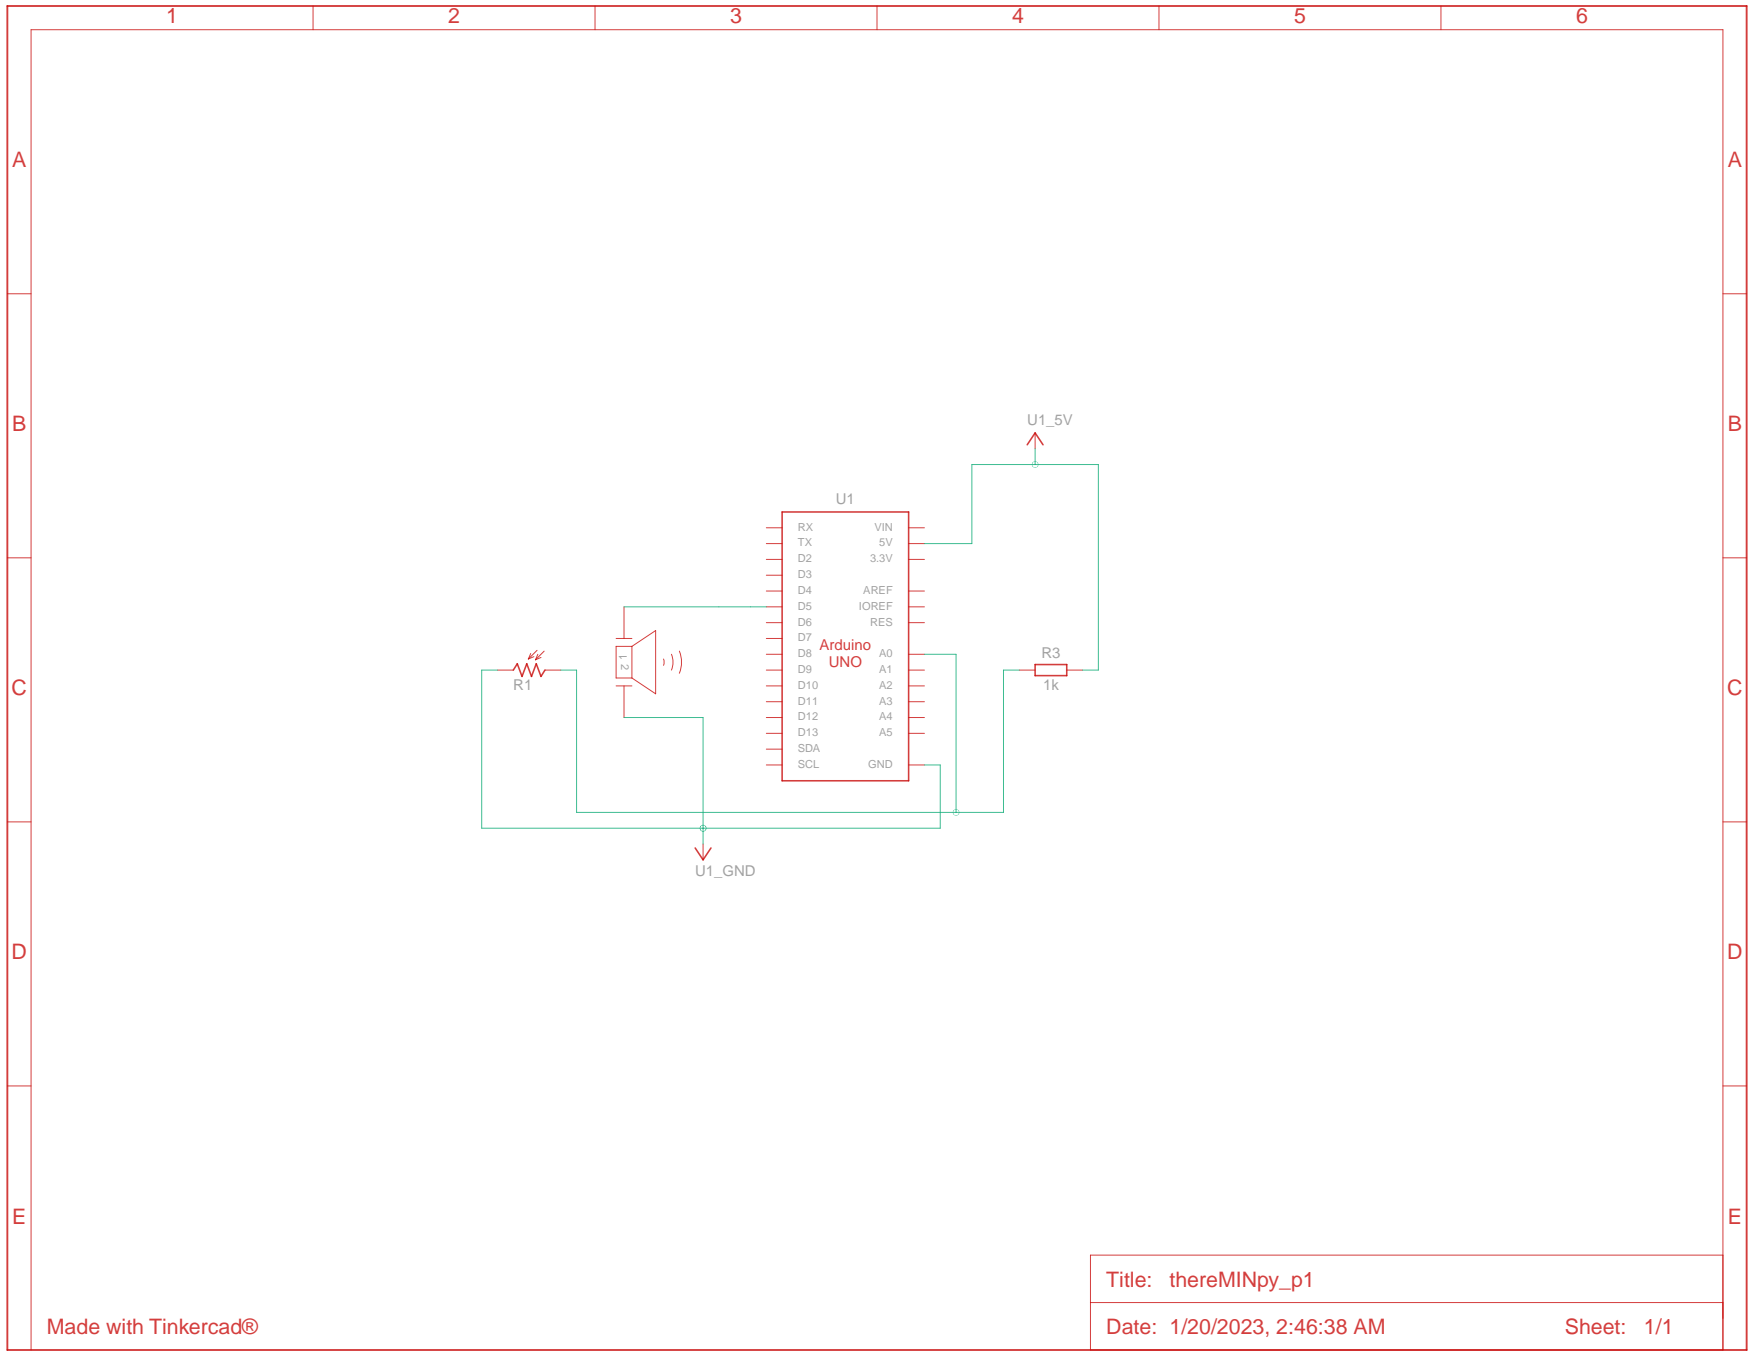 1 2 3 4 5 6
A A
B B
U1_5V
U1
RX VIN
TX 5V
D2 3.3V
D3
D4 AREF
D5 IOREF
D6 RES
D7
Arduino
UNO
D8 A0
D9 A1
D10 A2
D11 A3
D12 A4
D13 A5
SDA
SCL GND
1 2
R1
R3
1k
C C
U1_GND
D D
E E
Title: thereMINpy_p1
Made with Tinkercad®
Date: 1/20/2023, 2:46:38 AM Sheet: 1/1